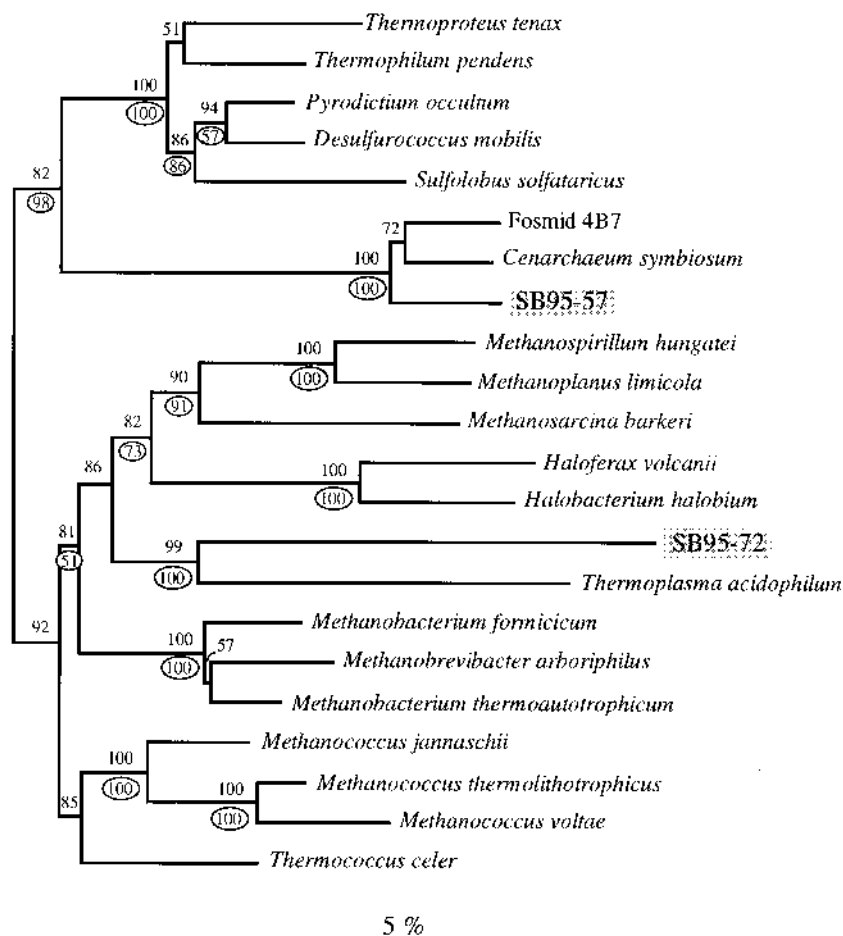 51
Thermoproteus tenax
Thermophilum pendens
100
100
94
Pyrodictium occultum
57
Desulfurococcus mobilis
86
86
Sulfolobus solfataricus
82
98
72
Fosmid 4B7
100
Cenarchaeum symbiosum
100
SB95-57
100
Methanospirillum hungatei
100
Methanoplanus limicola
90
91
Methanosarcina barkeri
82
73
86
100
Haloferax volcanii
100
Halobacterium halobium
81
51
99
SB95-72
100
Thermoplasma acidophilum
92
100
Methanobacterium formicicum
100
57
Methanobrevibacter arboriphilus
Methanobacterium thermoautotrophicum
100
Methanococcus jannaschii
100
100
Methanococcus thermolithotrophicus
100
Methanococcus voltae
85
Thermococcus celer
5 %